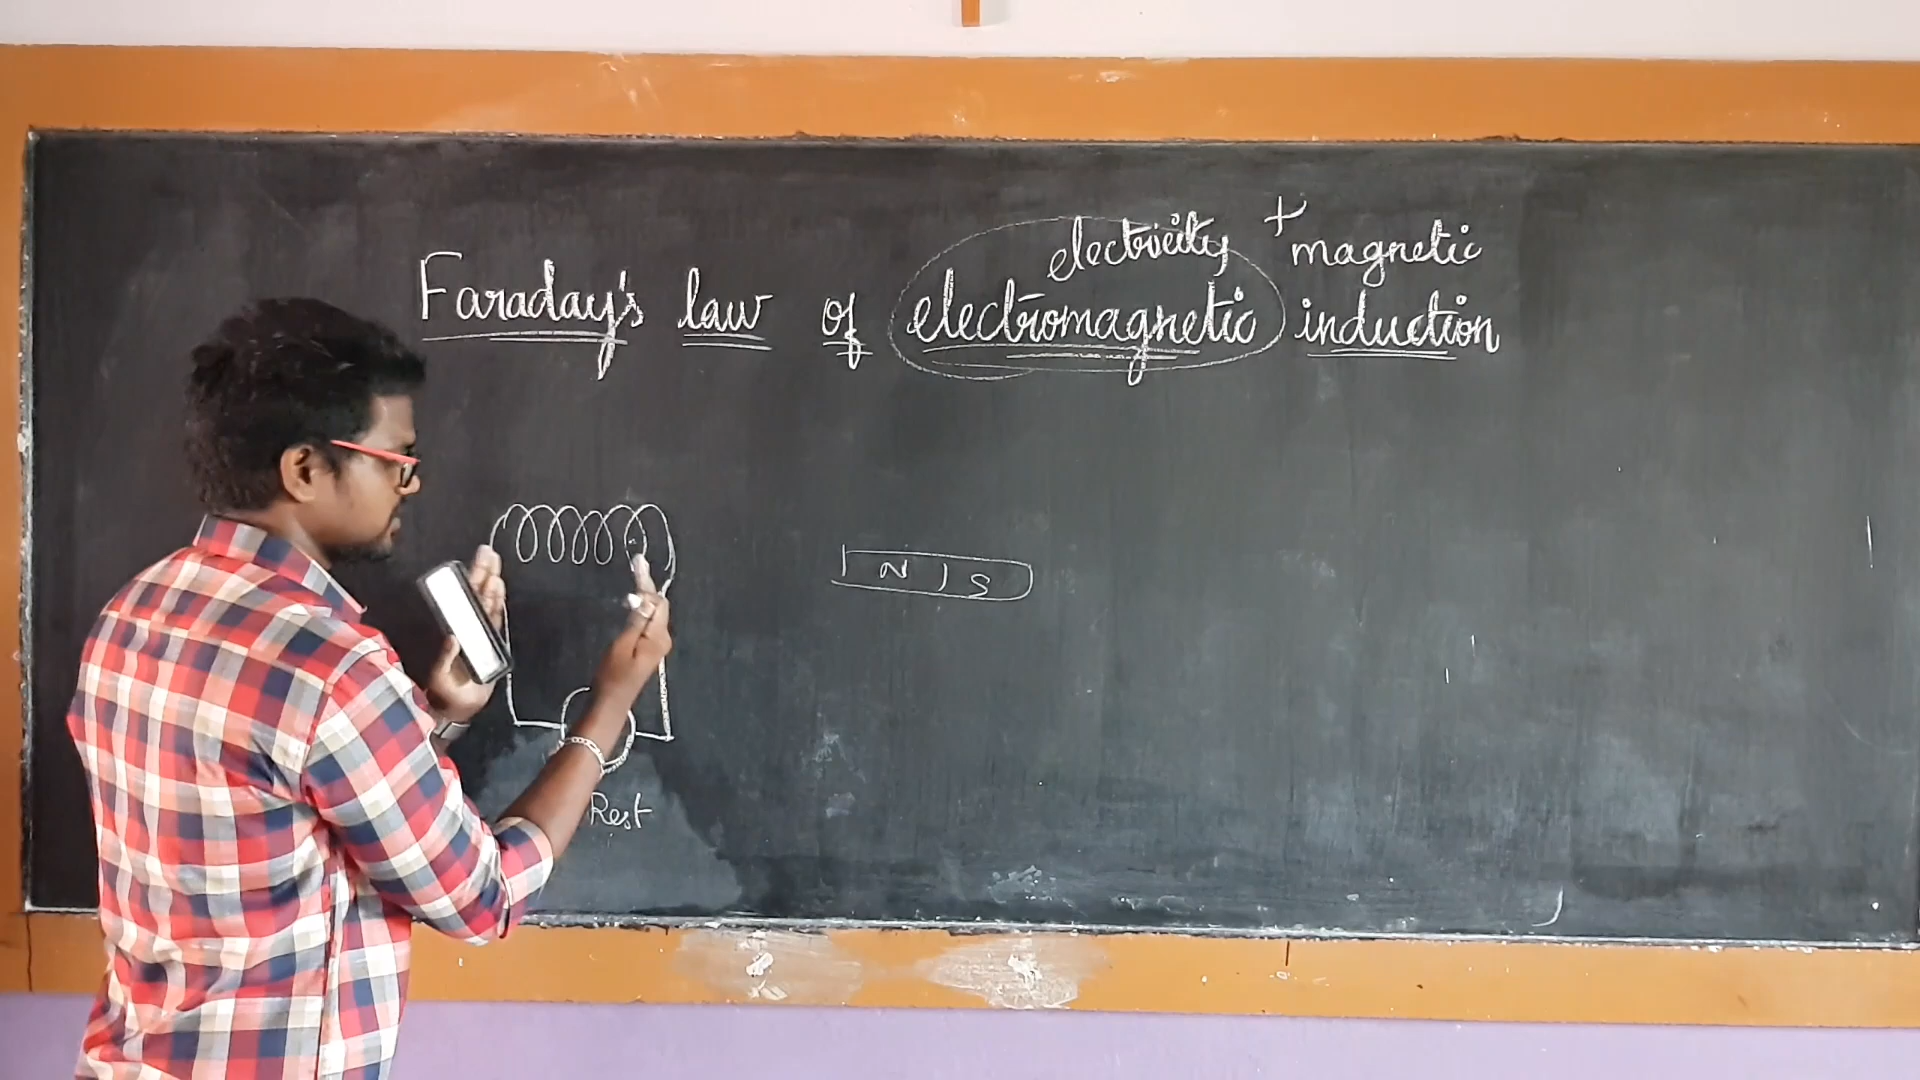 electricity + magnetic
Faraday's law of electromagnetic induction
N S
Rest